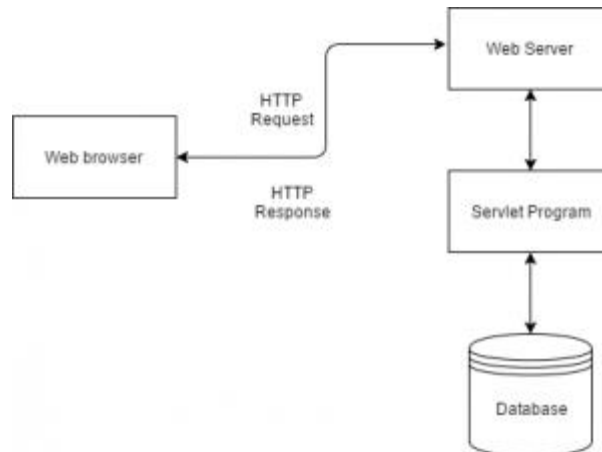 Web Server
HTTP
Request
Web browser
HTTP
Response
Servlet Program
Database